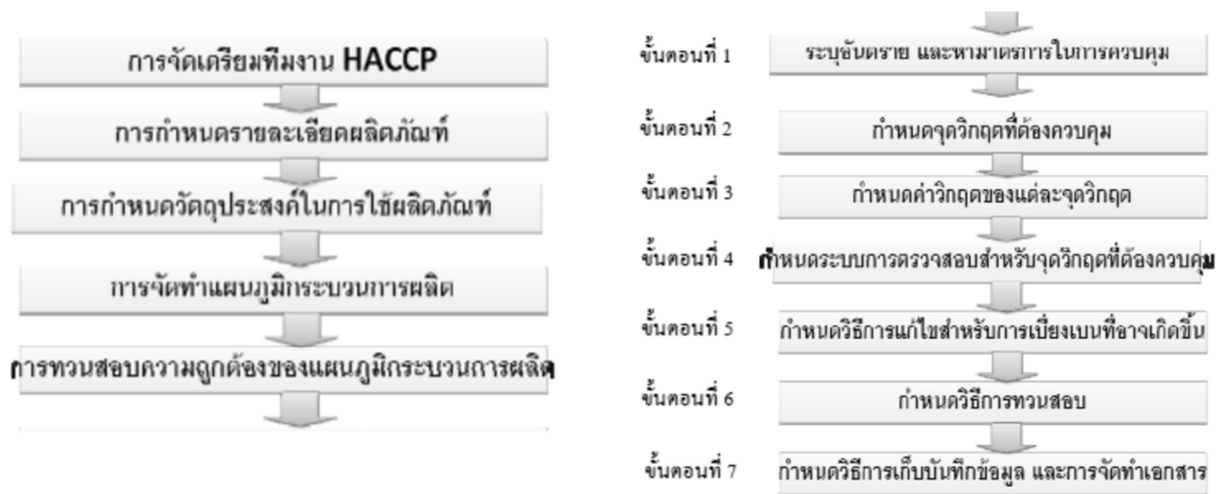 การจัดเตรียมทีมงาน HACCP
การกำหนดรายละเอียดผลิตภัณฑ์
การกำหนดวัตถุประสงค์ในการใช้ผลิตภัณฑ์
การจัดทำแผนภูมิกระบวนการผลิต
การทวนสอบความถูกต้องของแผนภูมิกระบวนการผลิต
ขั้นตอนที่ 1 ระบุอันตราย และหามาตรการในการควบคุม
ขั้นตอนที่ 2 กำหนดจุดวิกฤตที่ต้องควบคุม
ขั้นตอนที่ 3 กำหนดค่าวิกฤตของแต่ละจุดวิกฤต
ขั้นตอนที่ 4 กำหนดระบบการตรวจสอบสำหรับจุดวิกฤตที่ต้องควบคุม
ขั้นตอนที่ 5 กำหนดวิธีการแก้ไขสำหรับการเบี่ยงเบนที่อาจเกิดขึ้น
ขั้นตอนที่ 6 กำหนดวิธีการทวนสอบ
ขั้นตอนที่ 7 กำหนดวิธีการเก็บบันทึกข้อมูล และการจัดทำเอกสาร